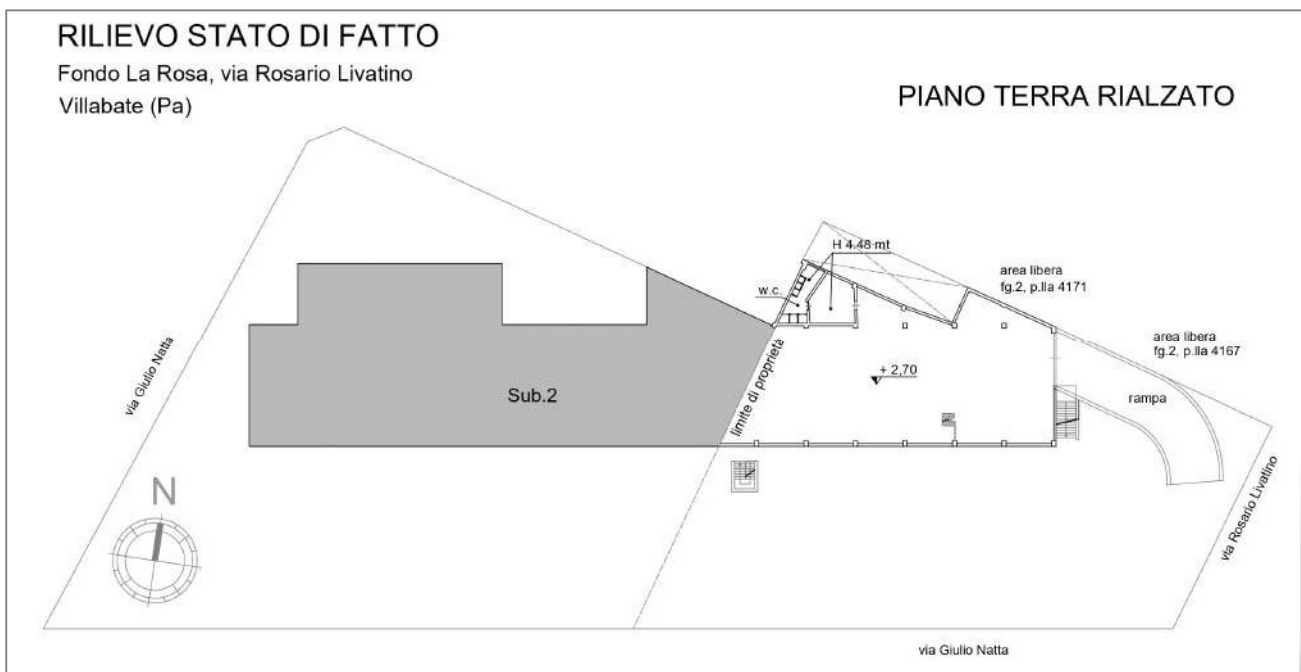 RILIEVO STATO DI FATTO
Fondo La Rosa, via Rosario Livatino
Villabate (Pa)
PIANO TERRA RIALZATO
H 4.48 mt
w.c.
area libera
fg.2, p.lla 4171
area libera
fg.2, p.lla 4167
via Giulio Natta
Sub.2
limite di proprietà
+ 2,70
rampa
N
via Rosario Livatino
via Giulio Natta